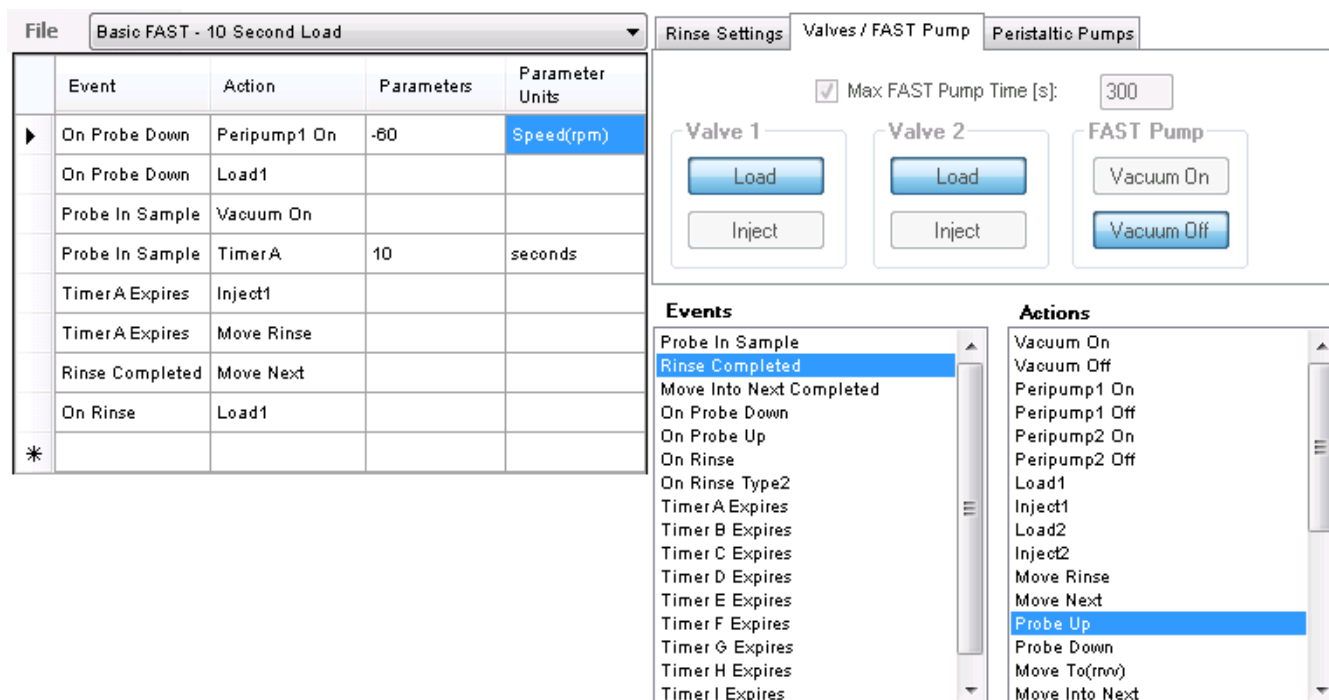 File Basic FAST - 10 Second Load
Event Action Parameters Parameter Units
On Probe Down Peripump1 On -60 Speed(rpm)
On Probe Down Load1
Probe In Sample Vacuum On
Probe In Sample TimerA 10 seconds
TimerA Expires Inject1
TimerA Expires Move Rinse
Rinse Completed Move Next
On Rinse Load1
Rinse Settings Valves / FAST Pump Peristaltic Pumps
Max FAST Pump Time [s]: 300
Valve 1 Valve 2 FAST Pump
Load Load Vacuum On
Inject Inject Vacuum Off
Events
Probe In Sample
Rinse Completed
Move Into Next Completed
On Probe Down
On Probe Up
On Rinse
On Rinse Type2
TimerA Expires
Timer B Expires
Timer C Expires
Timer D Expires
Timer E Expires
Timer F Expires
Timer G Expires
Timer H Expires
Timer I Expires
Actions
Vacuum On
Vacuum Off
Peripump1 On
Peripump1 Off
Peripump2 On
Peripump2 Off
Load1
Inject1
Load2
Inject2
Move Rinse
Move Next
Probe Up
Probe Down
Move To(rvv)
Move Into Next